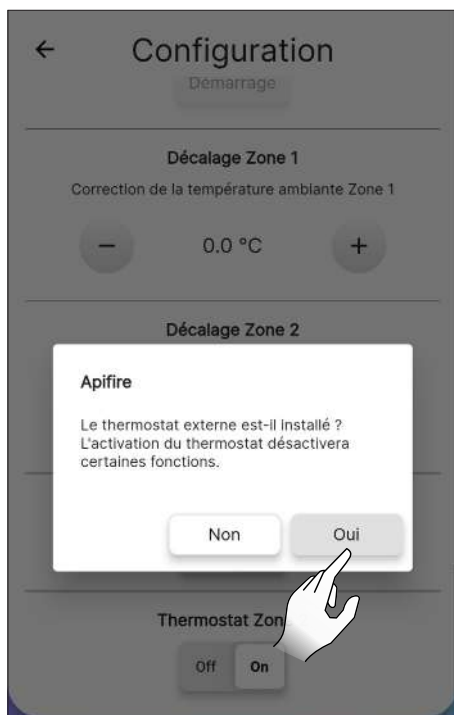 ← Configuration
Démarrage
Décalage Zone 1
Correction de la température ambiante Zone 1
− 0.0 °C +
Décalage Zone 2
Apifire
Le thermostat externe est-il installé ?
L'activation du thermostat désactivera
certaines fonctions.
Non Oui
Thermostat Zon
Off On